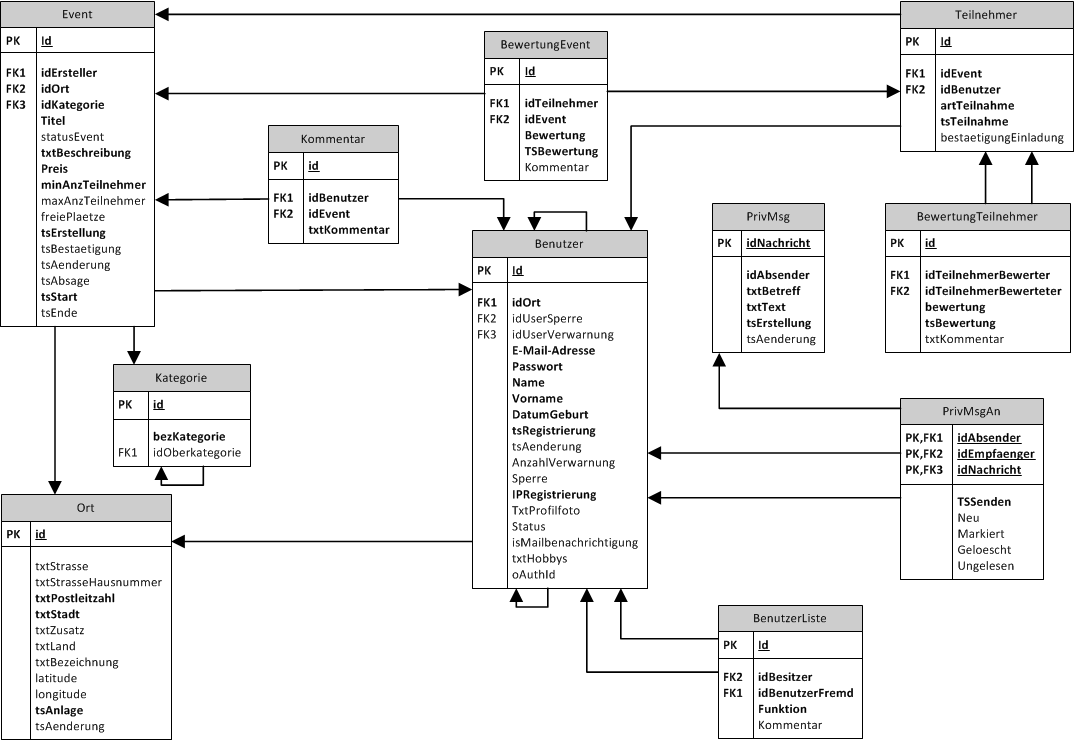 Event
PK Id
FK1 idErsteller
FK2 idOrt
FK3 idKategorie
Titel
statusEvent
txtBeschreibung
Preis
minAnzTeilnehmer
maxAnzTeilnehmer
freiePlaetze
tsErstellung
tsBestaetigung
tsAenderung
tsAbsage
tsStart
tsEnde
Kommentar
PK id
FK1 idBenutzer
FK2 idEvent
txtKommentar
BewertungEvent
PK Id
FK1 idTeilnehmer
FK2 idEvent
Bewertung
TSBewertung
Kommentar
Teilnehmer
PK Id
FK1 idEvent
FK2 idBenutzer
artTeilnahme
tsTeilnahme
bestaetigungEinladung
Benutzer
PK Id
FK1 idOrt
FK2 idUserSperre
FK3 idUserVerwarnung
E-Mail-Adresse
Passwort
Name
Vorname
DatumGeburt
tsRegistrierung
tsAenderung
AnzahlVerwarnung
Sperre
IPRegistrierung
TxtProfilfoto
Status
isMailbenachrichtigung
txtHobbys
oAuthId
PrivMsg
PK idNachricht
idAbsender
txtBetreff
txtText
tsErstellung
tsAenderung
BewertungTeilnehmer
PK id
FK1 idTeilnehmerBewerter
FK2 idTeilnehmerBewerteter
bewertung
tsBewertung
txtKommentar
Kategorie
PK id
bezKategorie
FK1 idOberkategorie
PrivMsgAn
PK,FK1 idAbsender
PK,FK2 idEmpfaenger
PK,FK3 idNachricht
TSSenden
Neu
Markiert
Geloescht
Ungelesen
Ort
PK id
txtStrasse
txtStrasseHausnummer
txtPostleitzahl
txtStadt
txtZusatz
txtLand
txtBezeichnung
latitude
longitude
tsAnlage
tsAenderung
BenutzerListe
PK Id
FK2 idBesitzer
FK1 idBenutzerFremd
Funktion
Kommentar